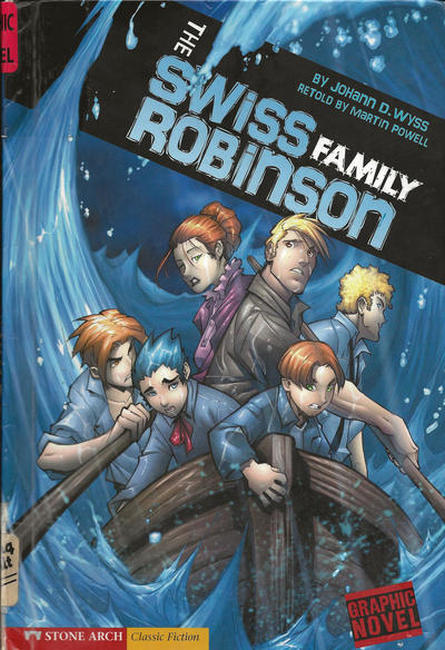 THE
SWISS
FAMILY
ROBINSON
BY JOHANN D. WYSS
RETOLD BY MARTIN POWELL
GRAPHIC
NOVEL
STONE ARCH
Classic Fiction